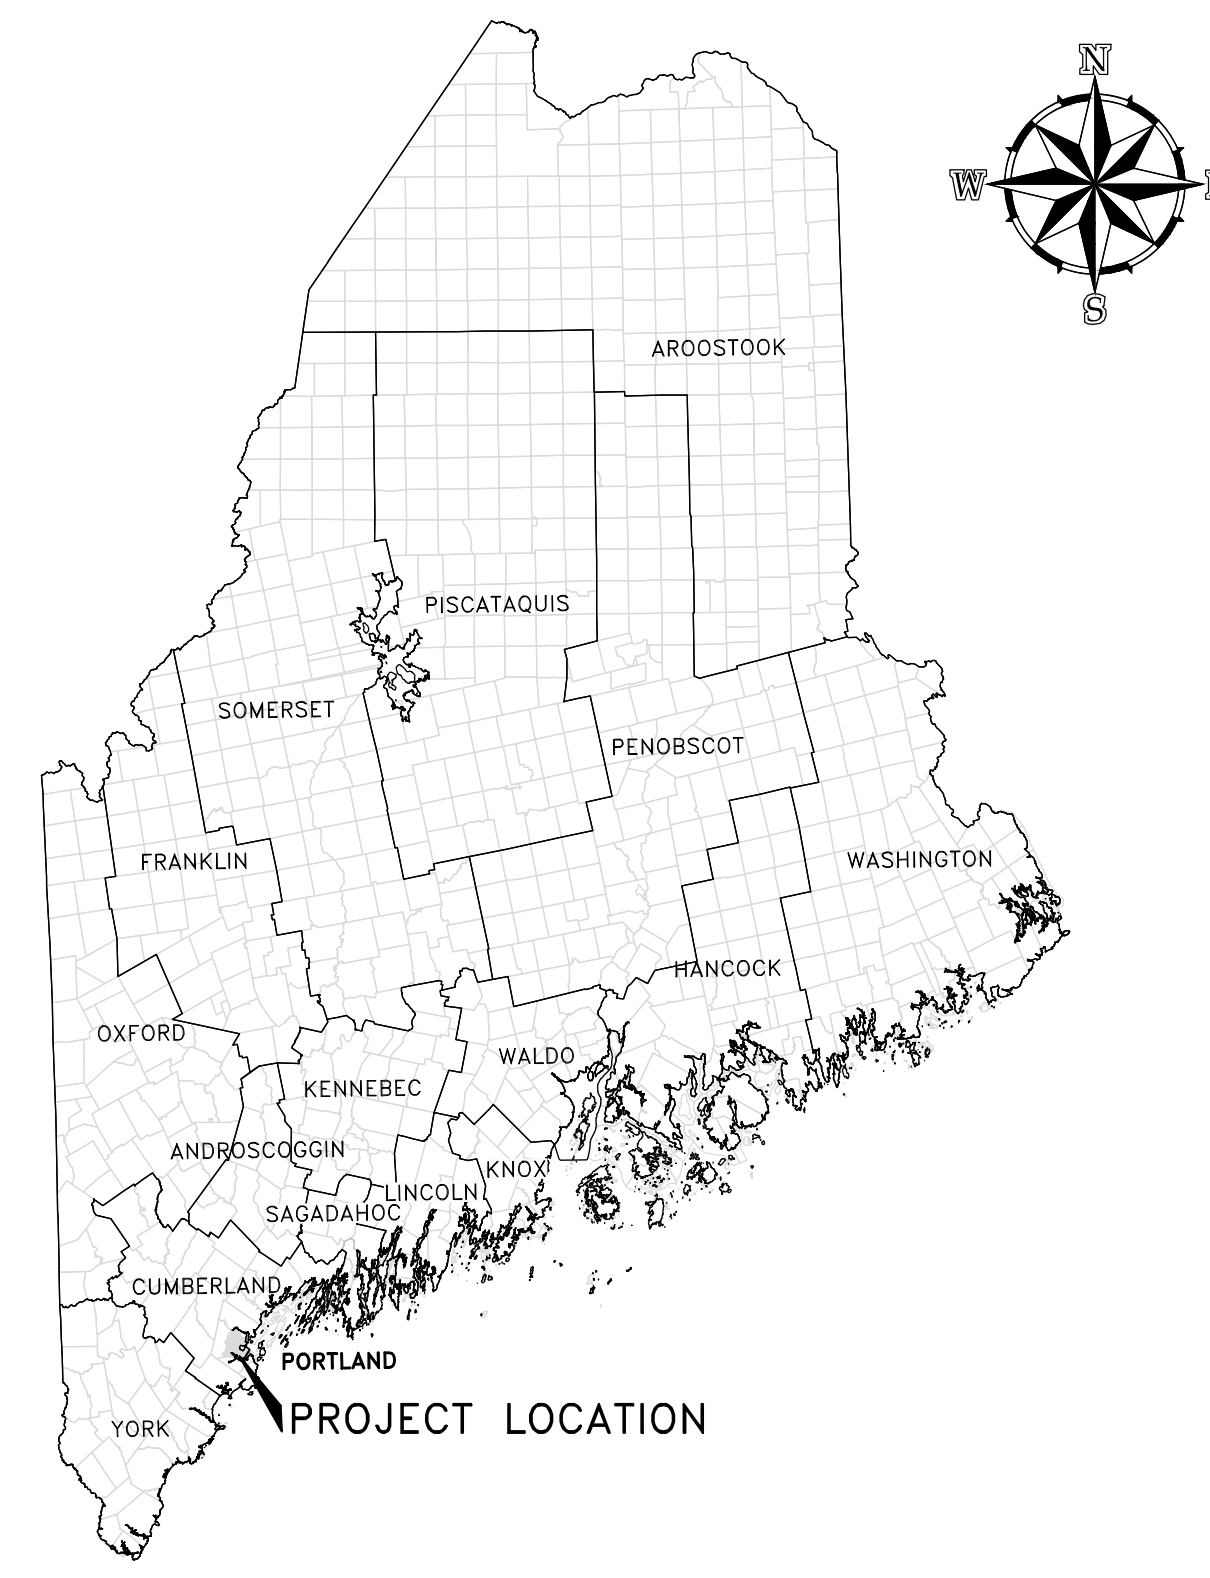 N
W
S
AROOSTOOK
PISCATAQUIS
SOMERSET
PENOBSCOT
FRANKLIN
WASHINGTON
HANCOCK
OXFORD
WALDO
KENNEBEC
ANDROSCOGGIN
KNOX
LINCOLN
SAGADAHOC
CUMBERLAND
PORTLAND
PROJECT LOCATION
YORK